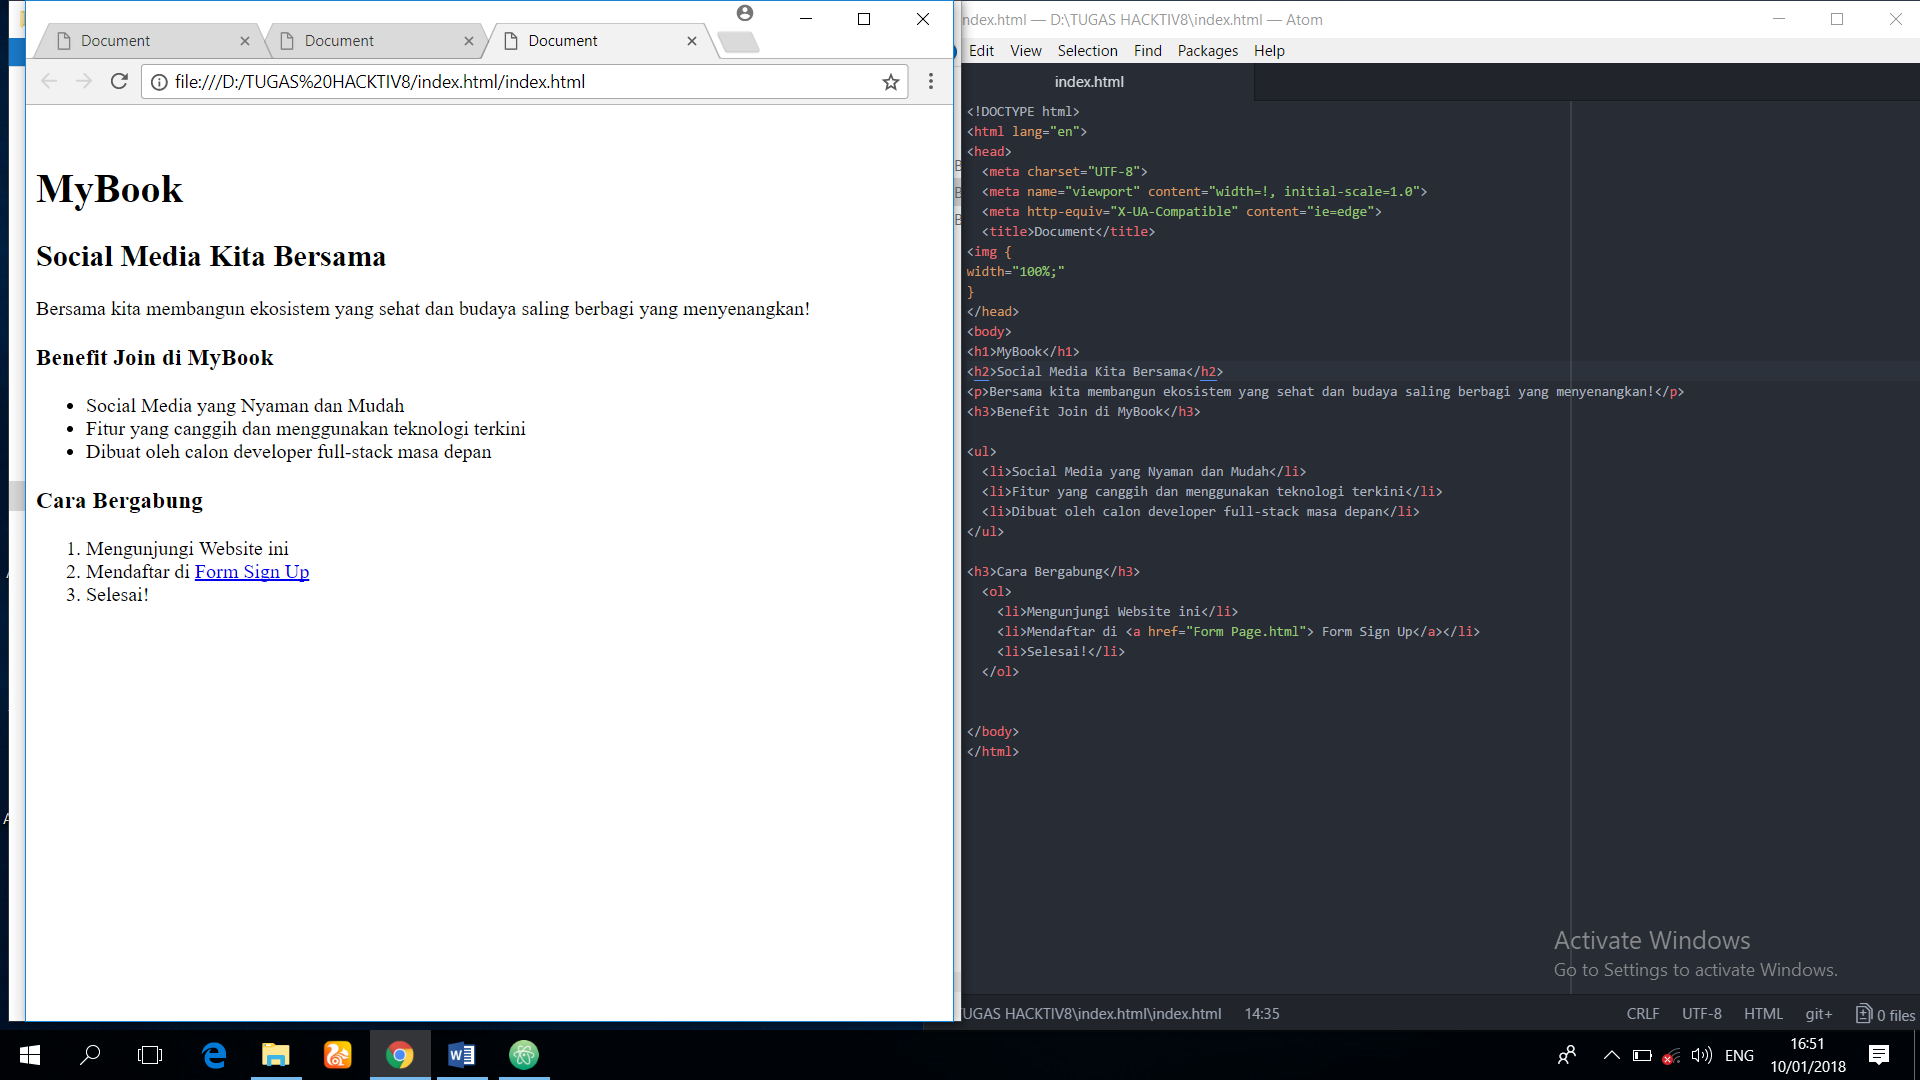 Document
Document
Document
file:///D:/TUGAS%20HACKTIV8/index.html/index.html
MyBook
Social Media Kita Bersama
Bersama kita membangun ekosistem yang sehat dan budaya saling berbagi yang menyenangkan!
Benefit Join di MyBook
Social Media yang Nyaman dan Mudah
Fitur yang canggih dan menggunakan teknologi terkini
Dibuat oleh calon developer full-stack masa depan
Cara Bergabung
1. Mengunjungi Website ini
2. Mendaftar di Form Sign Up
3. Selesai!
ndex.html — D:\TUGAS HACKTIV8\index.html — Atom
Edit View Selection Find Packages Help
index.html
<!DOCTYPE html>
<html lang="en">
<head>
<meta charset="UTF-8">
<meta name="viewport" content="width=!, initial-scale=1.0">
<meta http-equiv="X-UA-Compatible" content="ie=edge">
<title>Document</title>
<img {
width="100%;"
}
</head>
<body>
<h1>MyBook</h1>
<h2>Social Media Kita Bersama</h2>
<p>Bersama kita membangun ekosistem yang sehat dan budaya saling berbagi yang menyenangkan!</p>
<h3>Benefit Join di MyBook</h3>
<ul>
<li>Social Media yang Nyaman dan Mudah</li>
<li>Fitur yang canggih dan menggunakan teknologi terkini</li>
<li>Dibuat oleh calon developer full-stack masa depan</li>
</ul>
<h3>Cara Bergabung</h3>
<ol>
<li>Mengunjungi Website ini</li>
<li>Mendaftar di <a href="Form Page.html"> Form Sign Up</a></li>
<li>Selesai!</li>
</ol>
</body>
</html>
Activate Windows
Go to Settings to activate Windows.
UGAS HACKTIV8\index.html\index.html 14:35
CRLF UTF-8 HTML git+ 0 files
ENG
16:51
10/01/2018